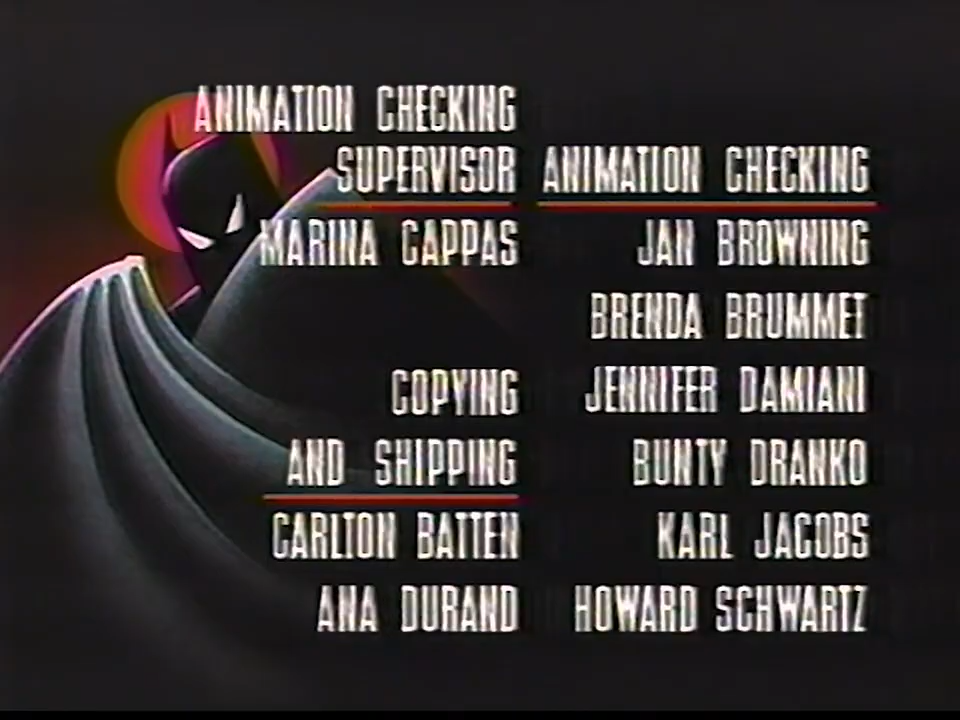 ANIMATION CHECKING
SUPERVISOR
MARINA CAPPAS
COPYING
AND SHIPPING
CARLTON BATTEN
ANA DURAND
ANIMATION CHECKING
JAN BROWNING
BRENDA BRUMMET
JENNIFER DAMIANI
BUNTY DRANKO
KARL JACOBS
HOWARD SCHWARTZ